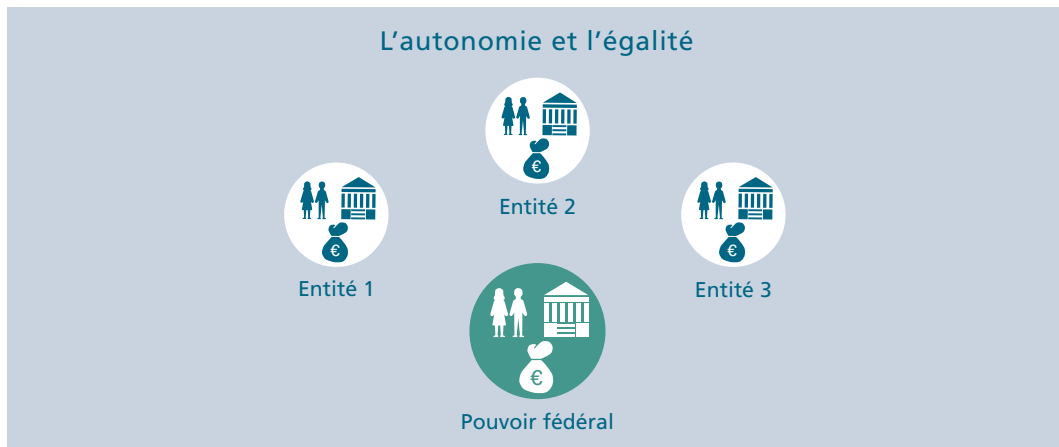 L'autonomie et l'égalité
€
Entité 2
€
€
Entité 1
Entité 3
€
Pouvoir fédéral